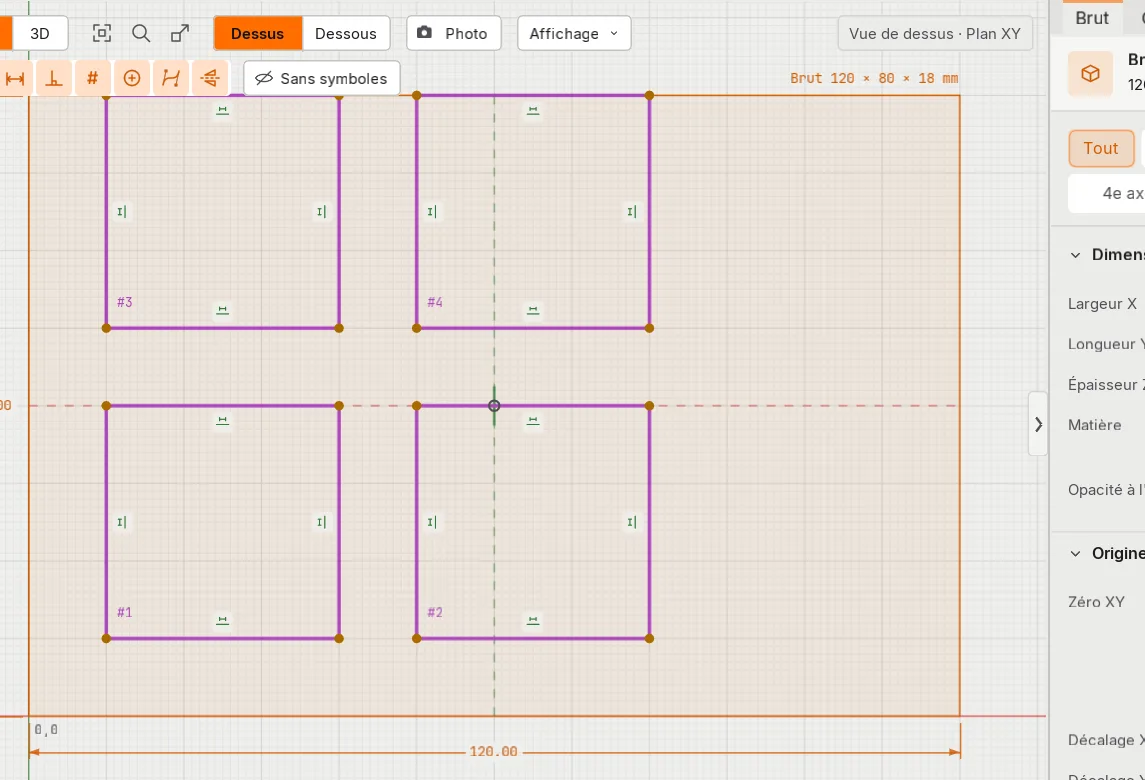 3D
Dessus
Dessous
Photo
Affichage
Vue de dessus · Plan XY
Brut
#
Sans symboles
Brut 120 × 80 × 18 mm
Tout
#3
#4
Largeur X
Longueur Y
Épaisseur Z
Matière
Opacité à l'
#1
#2
Zéro XY
0,0
120.00
Décalage X